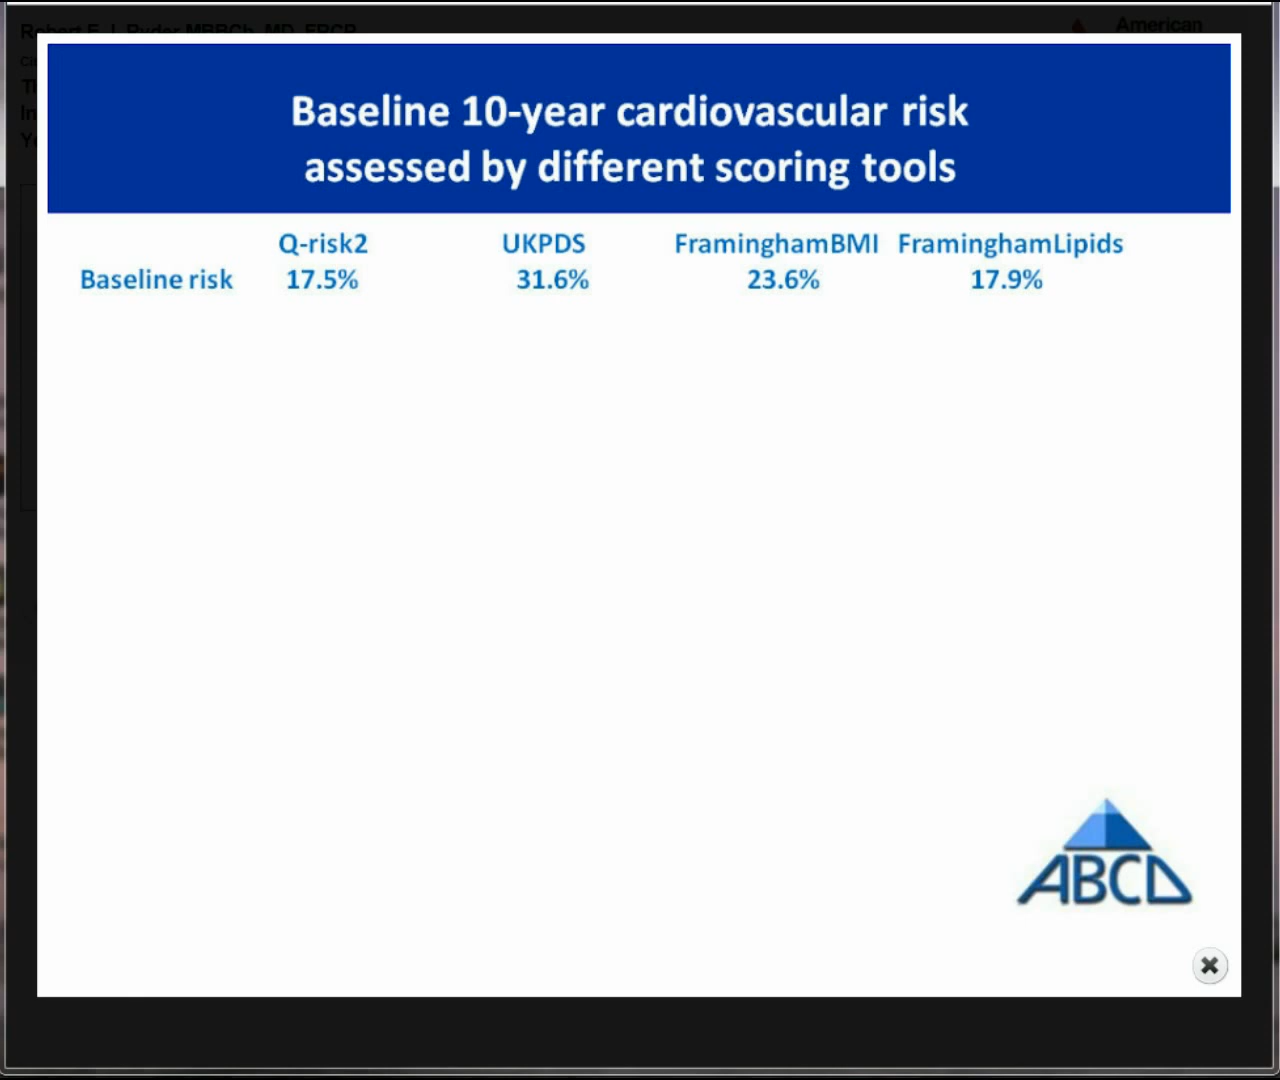 American
Baseline 10-year cardiovascular risk
assessed by different scoring tools
Q-risk2 UKPDS FraminghamBMI FraminghamLipids
Baseline risk 17.5% 31.6% 23.6% 17.9%
ABCD